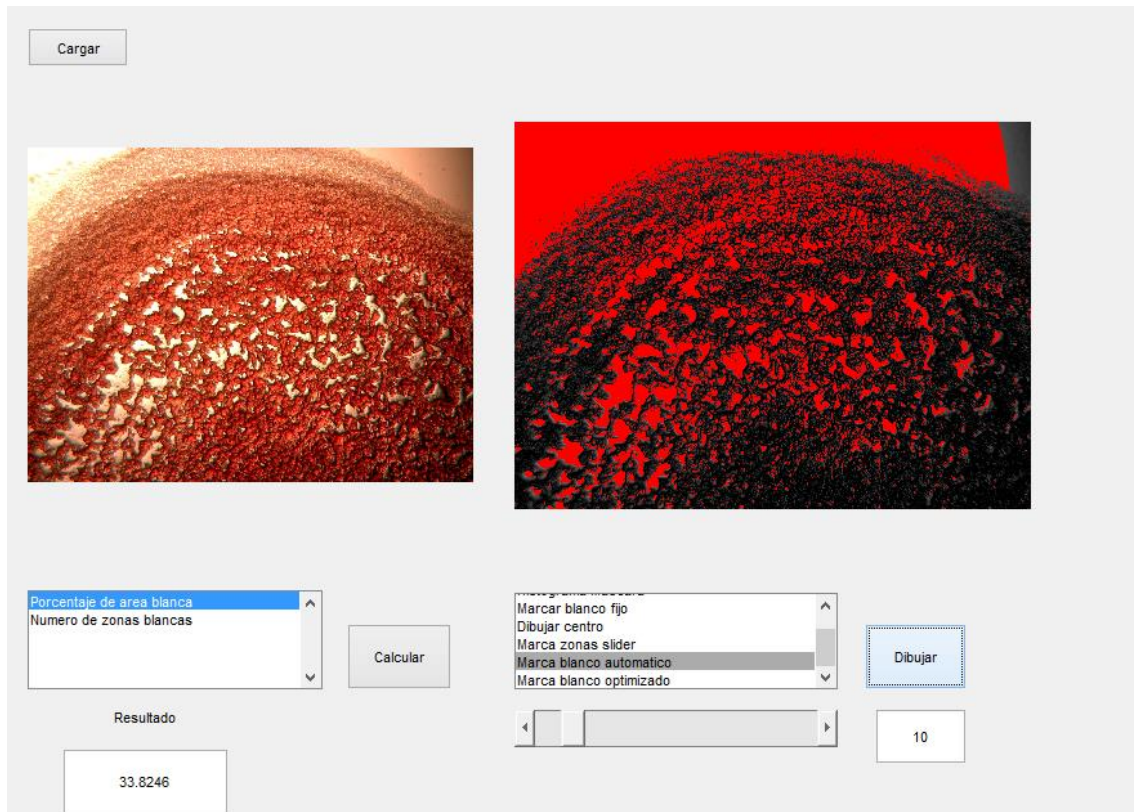 Cargar
Porcentaje de area blanca
Numero de zonas blancas
Calcular
Resultado
33.8246
Marcar blanco fijo
Dibujar centro
Marca zonas slider
Marca blanco automatico
Marca blanco optimizado
Dibujar
10